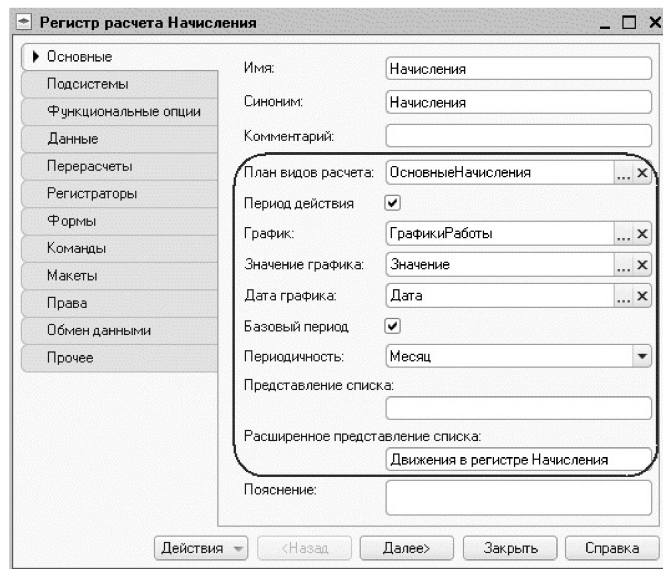 Регистр расчета Начисления
Основные
Подсистемы
Функциональные опции
Данные
Перерасчеты
Регистраторы
Формы
Команды
Макеты
Права
Обмен данными
Прочее
Имя: Начисления
Синоним: Начисления
Комментарий:
План видов расчета: ОсновныеНачисления ...
Период действия
График: ГрафикиРаботы ...
Значение графика: Значение ...
Дата графика: Дата ...
Базовый период
Периодичность: Месяц
Представление списка:
Расширенное представление списка:
Движения в регистре Начисления
Пояснение:
Действия <Назад Далее> Закрыть Справка